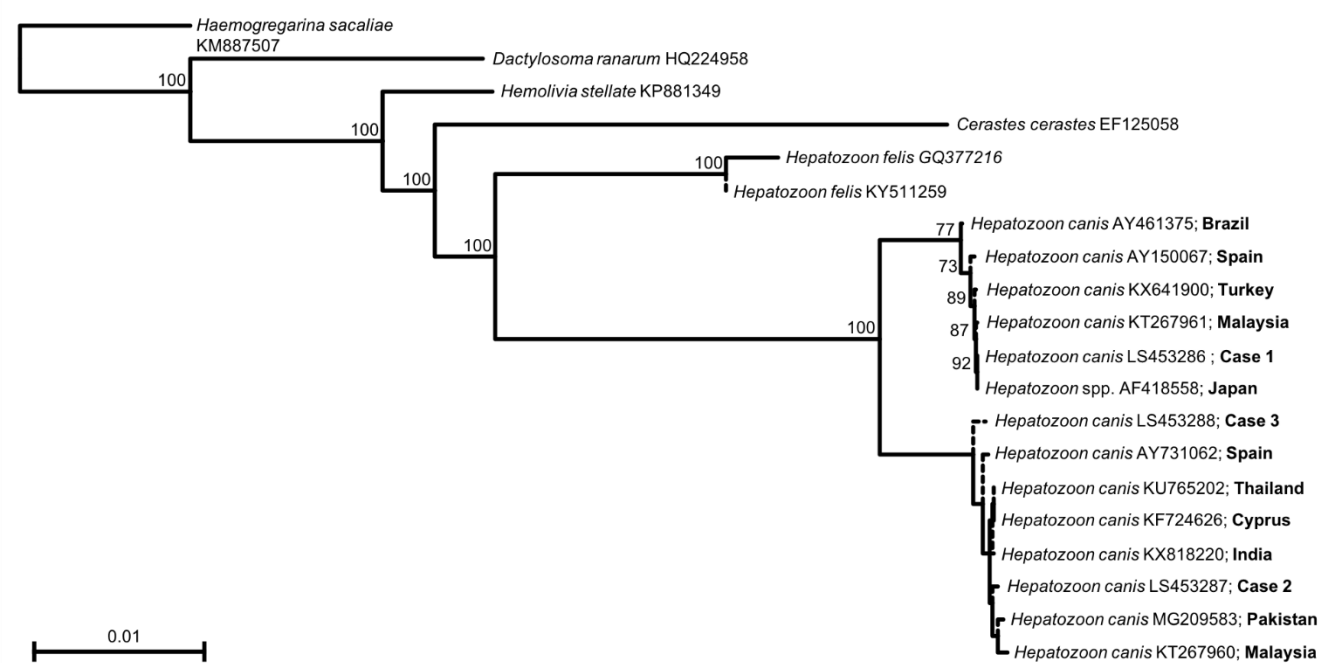 Haemogregarina sacaliae
KM887507
100
Dactylosoma ranarum HQ224958
Hemolivia stellate KP881349
100
Cerastes cerastes EF125058
100
Hepatozoon felis GQ377216
100
Hepatozoon felis KY511259
Hepatozoon canis AY461375; Brazil
77
100
Hepatozoon canis AY150067; Spain
73
Hepatozoon canis KX641900; Turkey
89
Hepatozoon canis KT267961; Malaysia
87
100
Hepatozoon canis LS453286 ; Case 1
92
Hepatozoon spp. AF418558; Japan
Hepatozoon canis LS453288; Case 3
Hepatozoon canis AY731062; Spain
Hepatozoon canis KU765202; Thailand
Hepatozoon canis KF724626; Cyprus
Hepatozoon canis KX818220; India
Hepatozoon canis LS453287; Case 2
Hepatozoon canis MG209583; Pakistan
0.01
Hepatozoon canis KT267960; Malaysia